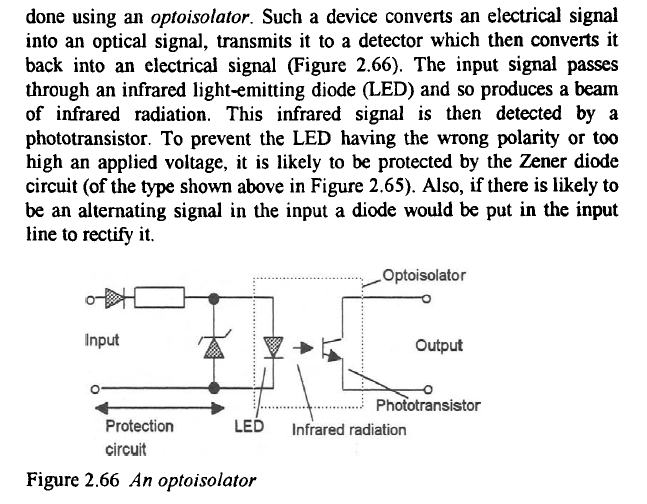 done using an optoisolator. Such a device converts an electrical signal
into an optical signal, transmits it to a detector which then converts it
back into an electrical signal (Figure 2.66). The input signal passes
through an infrared light-emitting diode (LED) and so produces a beam
of infrared radiation. This infrared signal is then detected by a
phototransistor. To prevent the LED having the wrong polarity or too
high an applied voltage, it is likely to be protected by the Zener diode
circuit (of the type shown above in Figure 2.65). Also, if there is likely to
be an alternating signal in the input a diode would be put in the input
line to rectify it.
Optoisolator
Input
Output
Phototransistor
Protection
circuit
LED
Infrared radiation
Figure 2.66 An optoisolator